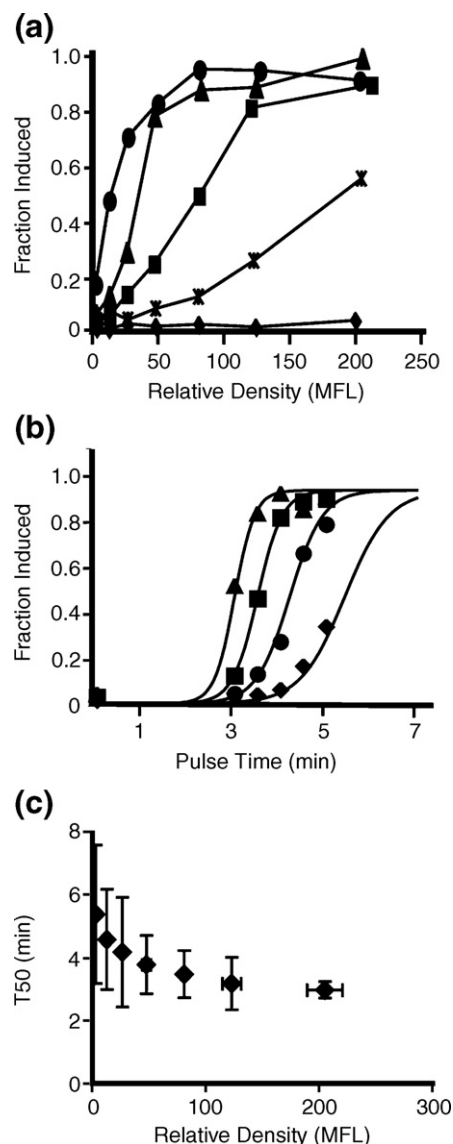 (a)
1.0
0.8
0.6
0.4
0.2
0
Fraction Induced
0 50 100 150 200 250
Relative Density (MFL)
(b)
1.0
0.8
0.6
0.4
0.2
0
Fraction Induced
1 3 5 7
Pulse Time (min)
(c)
8
6
4
2
0
T50 (min)
0 100 200 300
Relative Density (MFL)